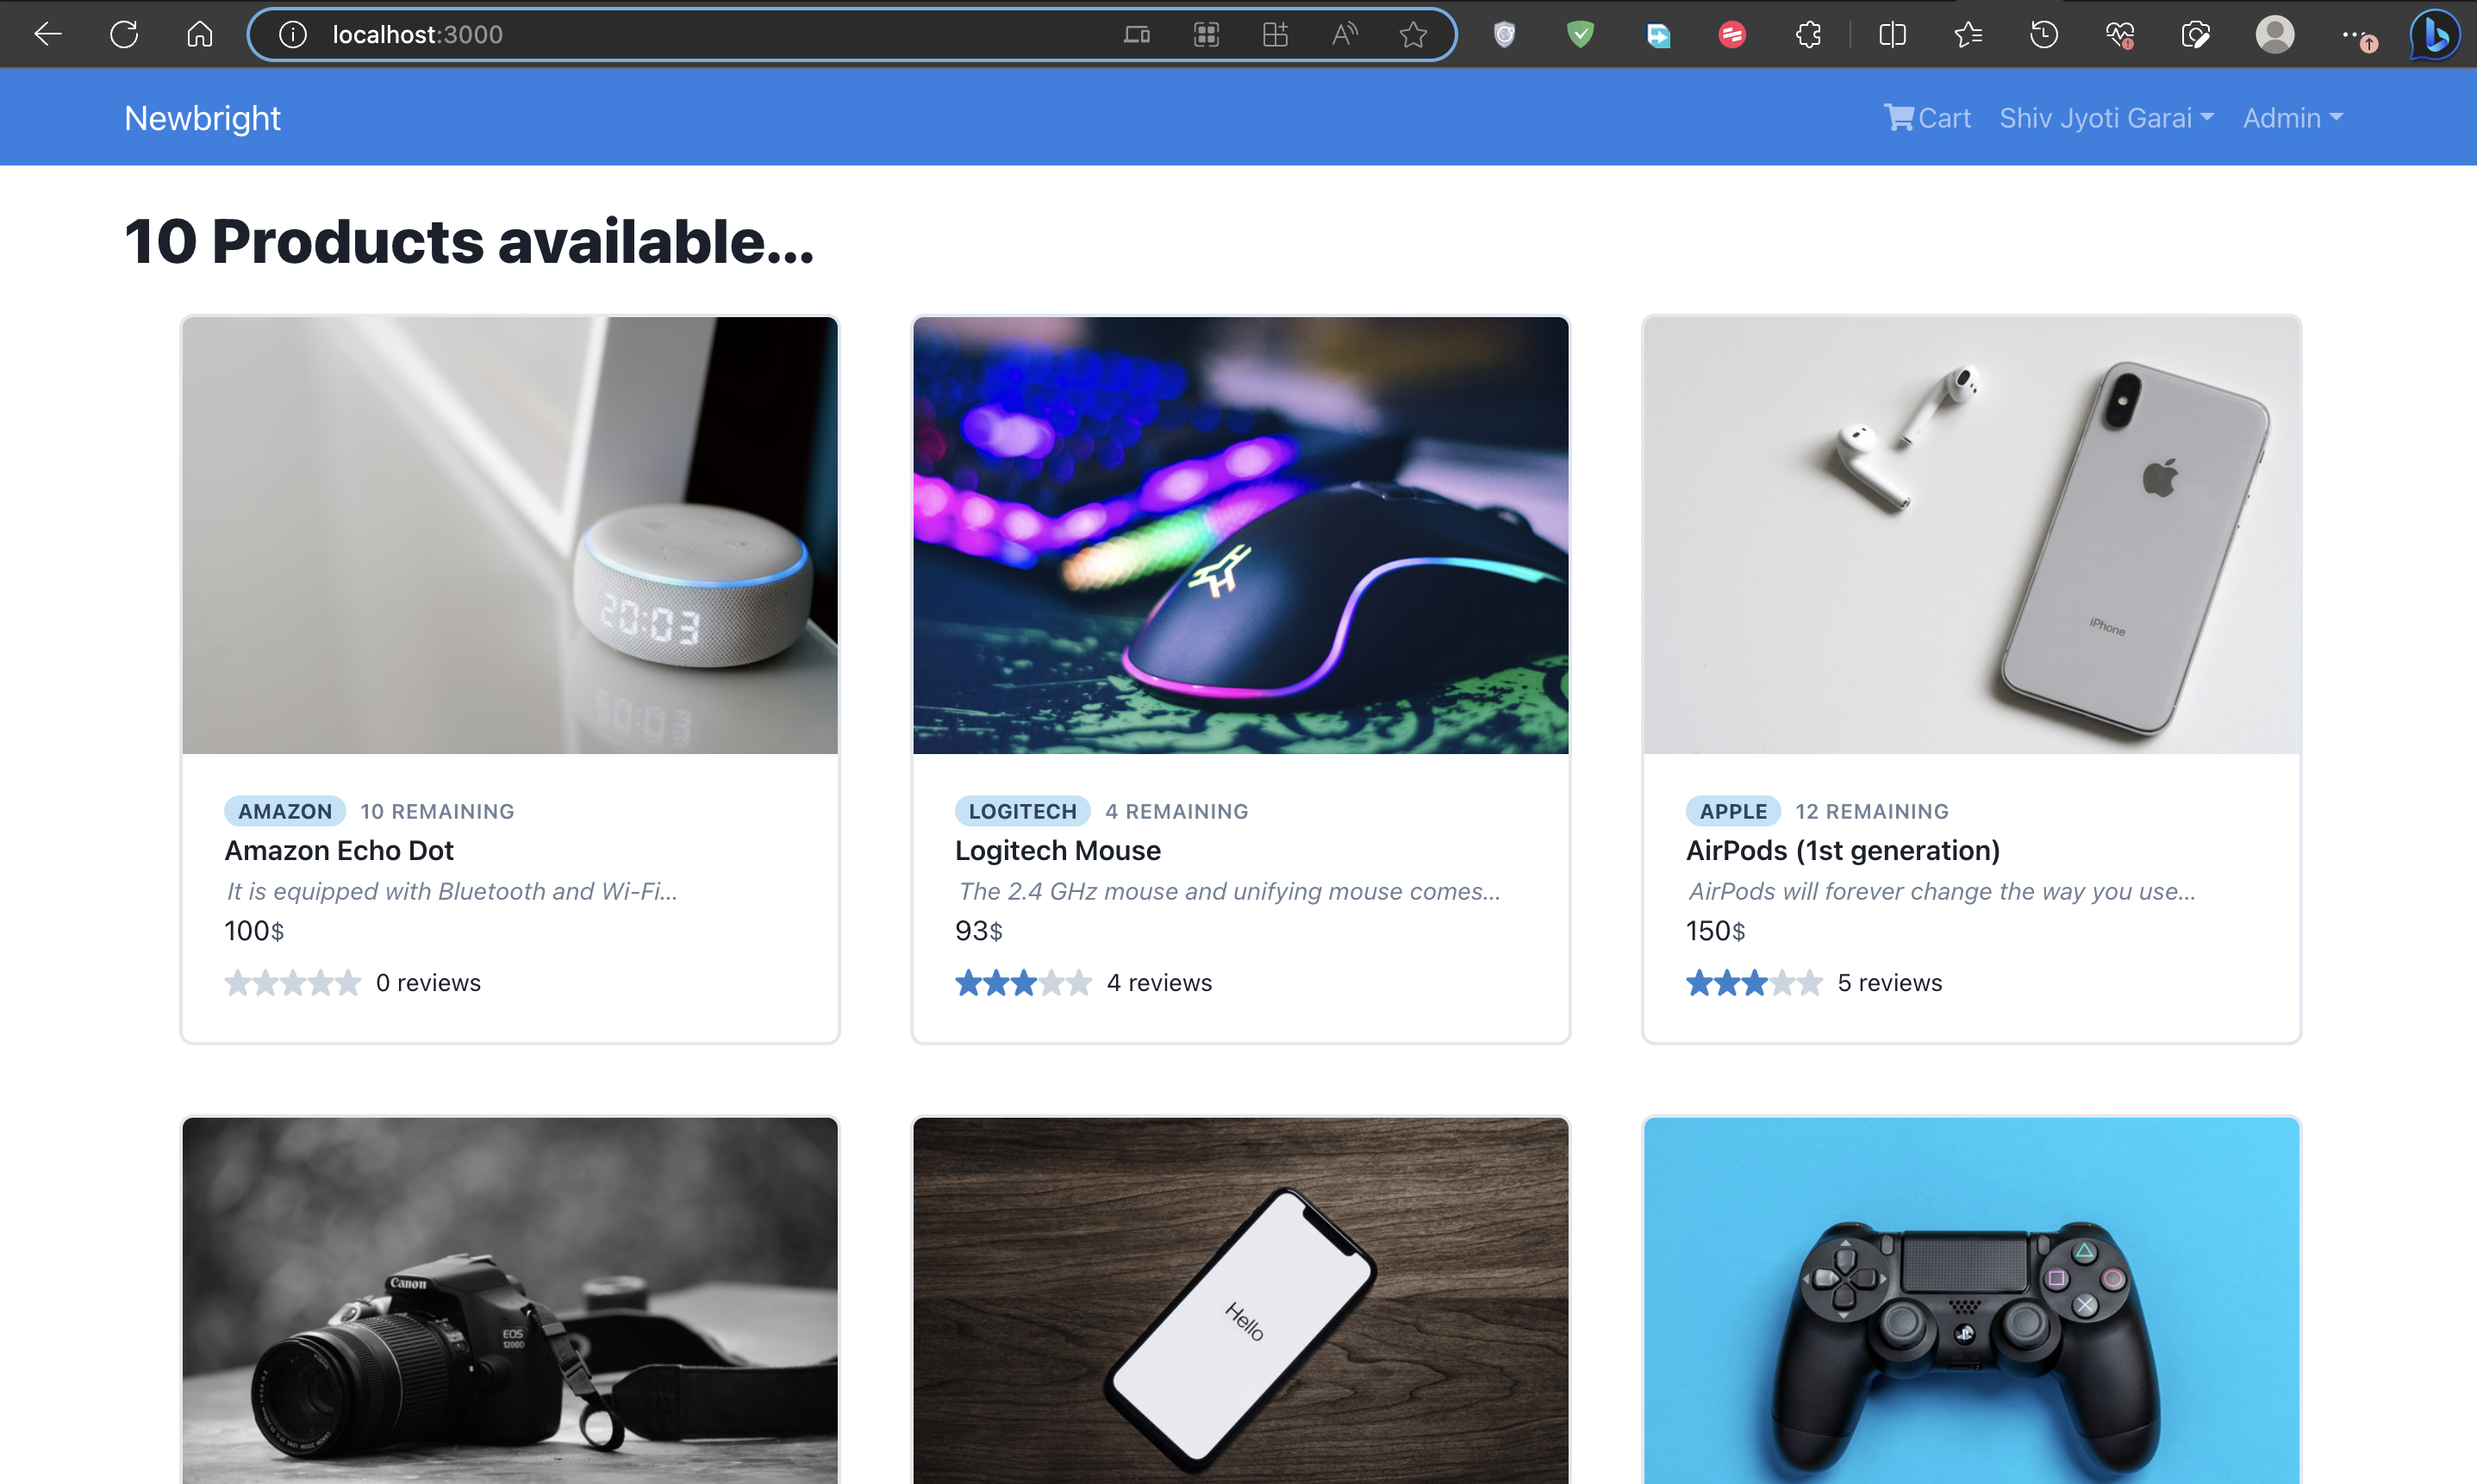 localhost:3000
Newbright
Cart
Shiv Jyoti Garai
Admin
10 Products available...
20:03
iPhone
AMAZON 10 REMAINING
Amazon Echo Dot
It is equipped with Bluetooth and Wi-Fi...
100$
0 reviews
LOGITECH 4 REMAINING
Logitech Mouse
The 2.4 GHz mouse and unifying mouse comes...
93$
4 reviews
APPLE 12 REMAINING
AirPods (1st generation)
AirPods will forever change the way you use...
150$
5 reviews
Canon
EOS
1200D
Hello